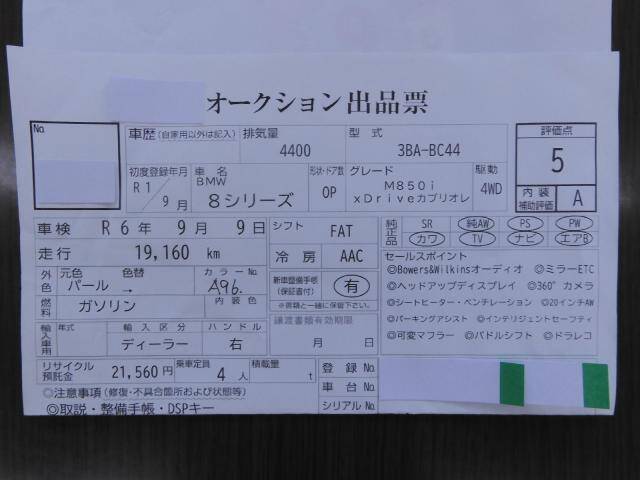 オークション出品票
No.
車歴 (自家用以外は記入)
排気量 4400
型式 3BA-BC44
評価点 5
内装補助評価 A
初度登録年月 R1/9月
車名 BMW 8シリーズ
形状・ドア数 OP
グレード M850i xDriveカブリオレ
駆動 4WD
車検 R6年 9月 9日
シフト FAT
純正品 SR 純AW PS PW
カワ TV ナビ エアB
走行 19,160 km
冷房 AAC
セールスポイント
◎Bowers&Wilkinsオーディオ ◎ミラーETC
外色 元色 パール 色替 → カラーNo. A96.
新車整備手帳(保証書付) 有
※書類と一緒に保管下さい。
◎ヘッドアップディスプレイ ◎360°カメラ
燃料 ガソリン 内装色
◎シートヒーター・ベンチレーション ◎20インチAW
輸入車用 年式 輸入区分 ディーラー ハンドル 右
譲渡書類有効期限 月 日
◎パーキングアシスト ◎インテリジェントセーフティ
◎可変マフラー ◎パドルシフト ◎ドラレコ
リサイクル預託金 21,560円 乗車定員 4人 積載量 t
登録No.
車台No.
シリアルNo.
◎注意事項 (修復・不具合箇所および状態等)
◎取説・整備手帳・DSPキー